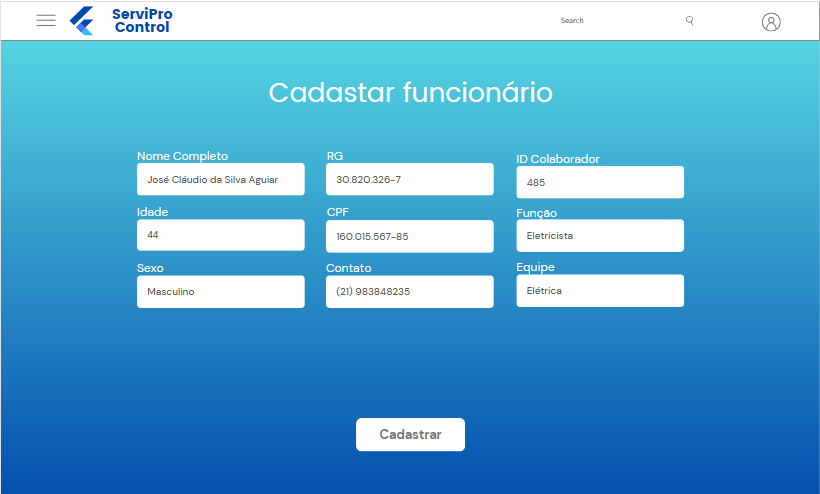 ServiPro
Control
Search
Cadastar funcionário
Nome Completo
RG
ID Colaborador
José Cláudio da Silva Aguiar
30.820.326-7
485
Idade
CPF
Função
44
160.015.567-85
Eletricista
Sexo
Contato
Equipe
Masculino
(21) 983848235
Elétrica
Cadastrar